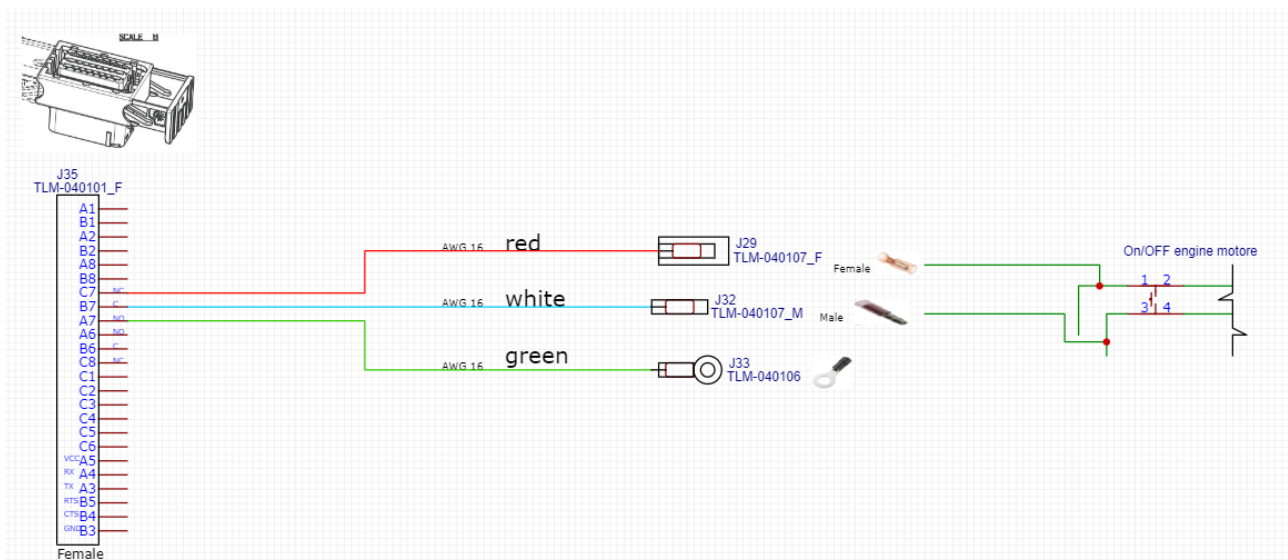 SCALE B
J35
TLM-040101_F
A1
B1
A2
B2
A8
B8
C7 NC
B7 C
A7 NO
A6 NO
B6 C
C8 NC
C1
C2
C3
C4
C5
C6
VCC A5
RX A4
TX A3
RTS B5
CTS B4
GND B3
Female
AWG 16 red
AWG 16 white
AWG 16 green
J29
TLM-040107_F
J32
TLM-040107_M
J33
TLM-040106
Female
Male
On/OFF engine motore
1 2
3 4